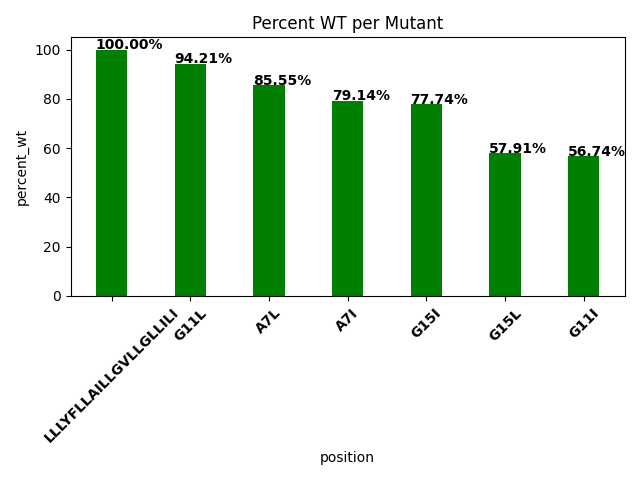 Percent WT per Mutant
percent_wt
100
80
60
40
20
0
100.00%
94.21%
85.55%
79.14%
77.74%
57.91%
56.74%
LLLYFLLAILLGVLLGLLILI
G11L
A7L
A7I
G15I
G15L
G11I
position